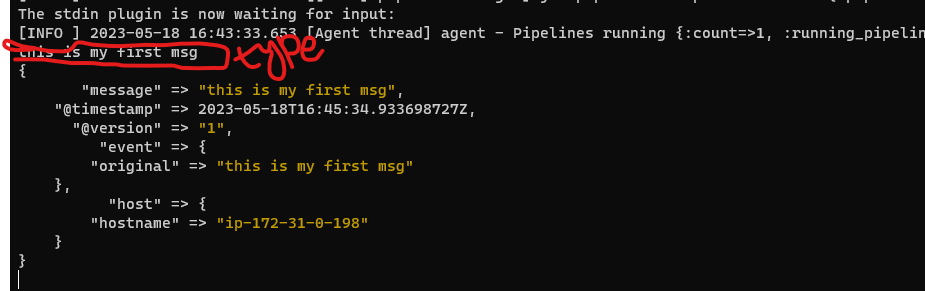 The stdin plugin is now waiting for input:
[INFO ] 2023-05-18 16:43:33.653 [Agent thread] agent - Pipelines running {:count=>1, :running_pipelin
this is my first msg type
{
"message" => "this is my first msg",
"@timestamp" => 2023-05-18T16:45:34.933698727Z,
"@version" => "1",
"event" => {
"original" => "this is my first msg"
},
"host" => {
"hostname" => "ip-172-31-0-198"
}
}